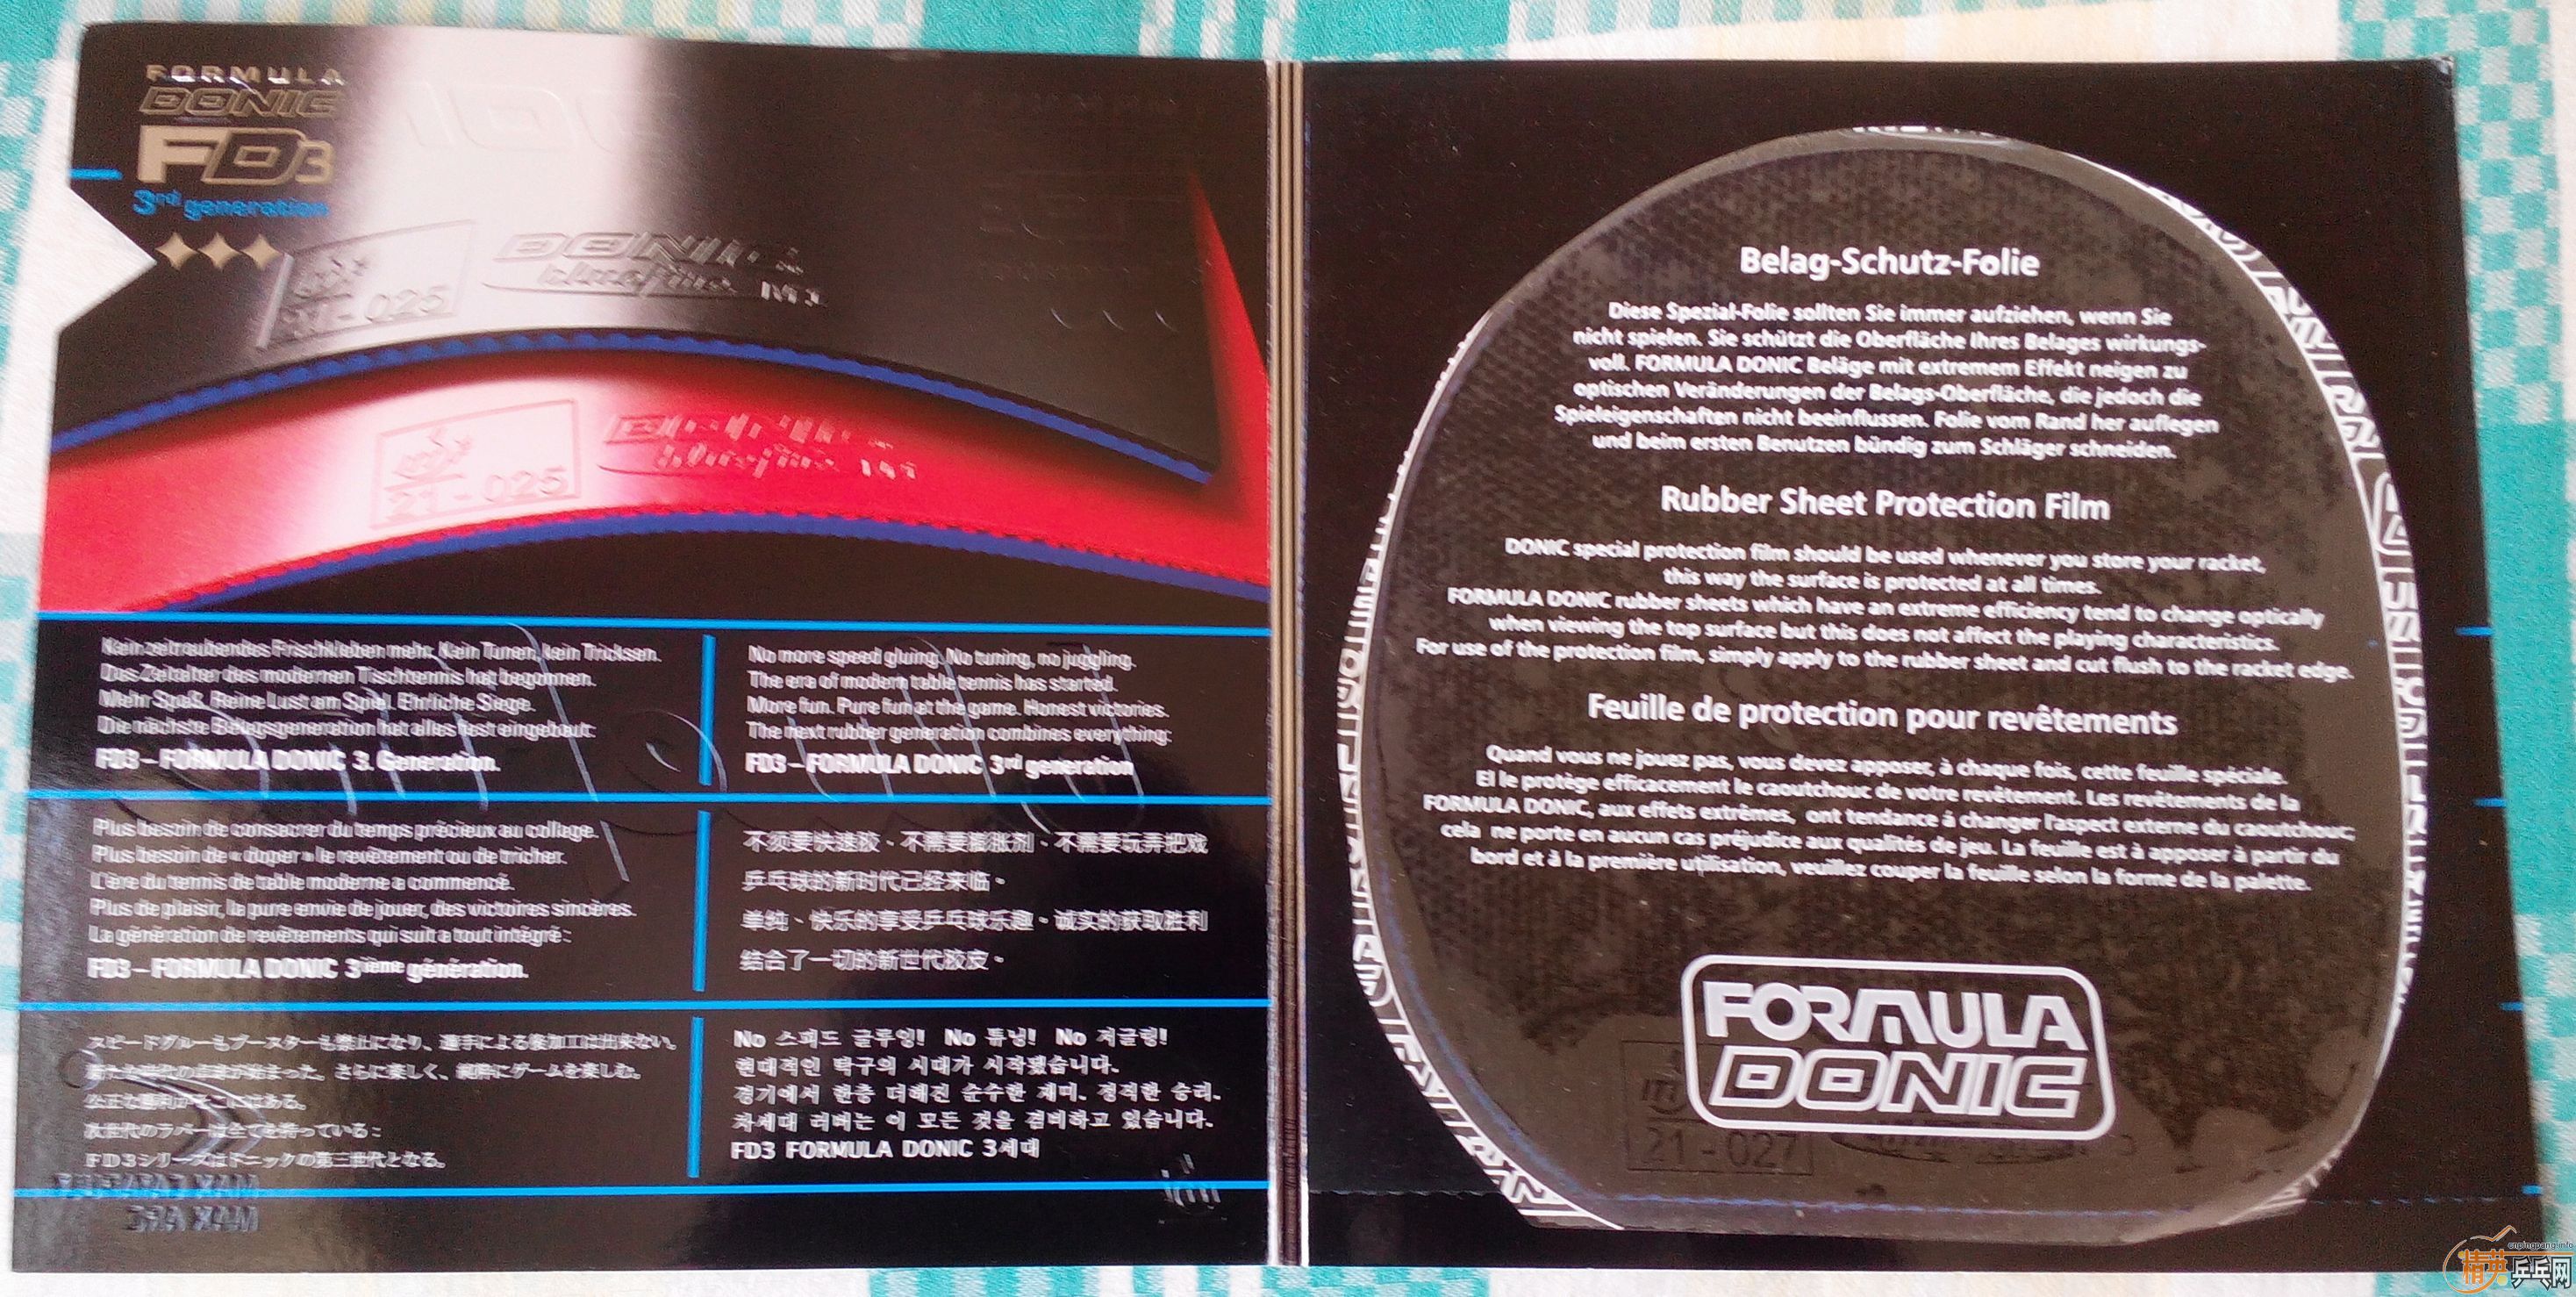 FORMULA
DONIC
FD3
3rd generation
21-025
DONIC
bluefire M1
21-025
DONIC
bluefire M1
Kein zeitraubendes Frischkleben mehr. Kein Tunen, kein Tricksen.
Das Zeitalter des modernen Tischtennis hat begonnen.
Mehr Spaß. Reine Lust am Spiel. Ehrliche Siege.
Die nächste Belagsgeneration hat alles fest eingebaut:
FD3 – FORMULA DONIC 3. Generation.
No more speed gluing. No tuning, no juggling.
The era of modern table tennis has started.
More fun. Pure fun at the game. Honest victories.
The next rubber generation combines everything:
FD3 – FORMULA DONIC 3rd generation
Plus besoin de consacrer du temps précieux au collage.
Plus besoin de « doper » le revêtement ou de tricher.
L'ère du tennis de table moderne a commencé.
Plus de plaisir, la pure envie de jouer, des victoires sincères.
La génération de revêtements qui suit a tout intégré :
FD3 – FORMULA DONIC 3ième génération.
不须要快速胶、不需要膨胀剂、不需要玩弄把戏
乒乓球的新时代已经来临。
单纯、快乐的享受乒乓球乐趣。诚实的获取胜利
结合了一切的新世代胶皮。
スピードグルーもブースターも禁止になり、選手による後加工は出来ない。
新たな時代の卓球が始まった。さらに楽しく、純粋にゲームを楽しむ。
公正な勝利がそこにはある。
次世代のラバーは全てを持っている:
FD3シリーズはドニックの第三世代となる。
No 스피드 글루잉! No 튜닝! No 저글링!
현대적인 탁구의 시대가 시작됐습니다.
경기에서 한층 더해진 순수한 재미. 정직한 승리.
차세대 러버는 이 모든 것을 겸비하고 있습니다.
FD3 FORMULA DONIC 3세대
Belag-Schutz-Folie
Diese Spezial-Folie sollten Sie immer aufziehen, wenn Sie
nicht spielen. Sie schützt die Oberfläche Ihres Belages wirkungs-
voll. FORMULA DONIC Beläge mit extremem Effekt neigen zu
optischen Veränderungen der Belags-Oberfläche, die jedoch die
Spieleigenschaften nicht beeinflussen. Folie vom Rand her auflegen
und beim ersten Benutzen bündig zum Schläger schneiden.
Rubber Sheet Protection Film
DONIC special protection film should be used whenever you store your racket,
this way the surface is protected at all times.
FORMULA DONIC rubber sheets which have an extreme efficiency tend to change optically
when viewing the top surface but this does not affect the playing characteristics.
For use of the protection film, simply apply to the rubber sheet and cut flush to the racket edge.
Feuille de protection pour revêtements
Quand vous ne jouez pas, vous devez apposer, à chaque fois, cette feuille spéciale.
El le protège efficacement le caoutchouc de votre revêtement. Les revêtements de la
FORMULA DONIC, aux effets extrèmes, ont tendance á changer l'aspect externe du caoutchouc;
cela ne porte en aucun cas préjudice aux qualités de jeu. La feuille est à apposer à partir du
bord et à la première utilisation, veuillez couper la feuille selon la forme de la palette.
FORMULA
DONIC
21-027
cnpingpang.info
精英乒乓网